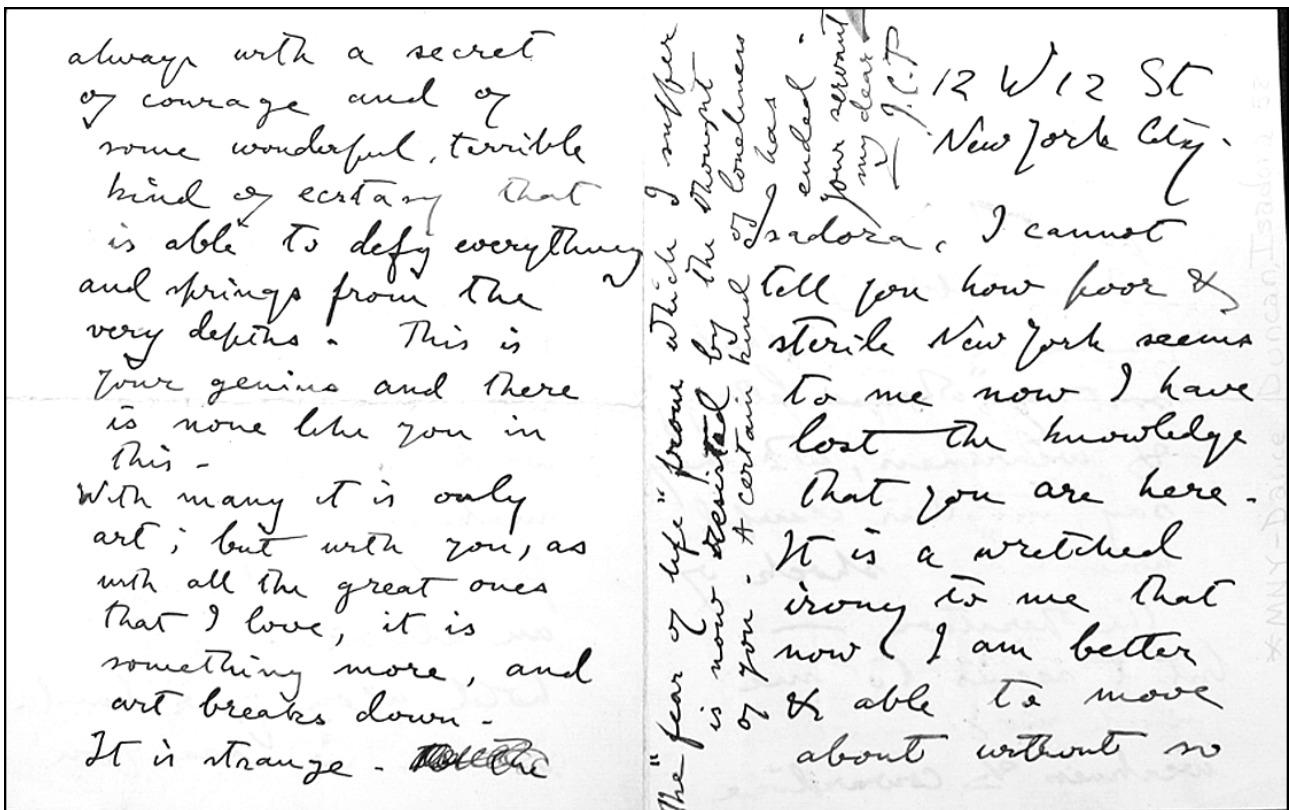 always with a secret
of courage and of
some wonderful, terrible
kind of ecstasy that
is able to defy everything
and springs from the
very depths. This is
your genius and there
is none like you in
this -
With many it is only
art; but with you, as
with all the great ones
that I love, it is
something more, and
art breaks down -
It is strange - the
The "fear of life" from which I suffer
is now resisted by the thought
of you. A certain kind of loneliness
has
ended"
your servant
my dear
— J.C.P
12 W 12 St
New York City.
Isadora, I cannot
tell you how poor &
sterile New York seems
to me now I have
lost the knowledge
that you are here -
It is a wretched
irony to me that
now I am better
& able to move
about without so
*MNY-Dance Duncan, Isadora